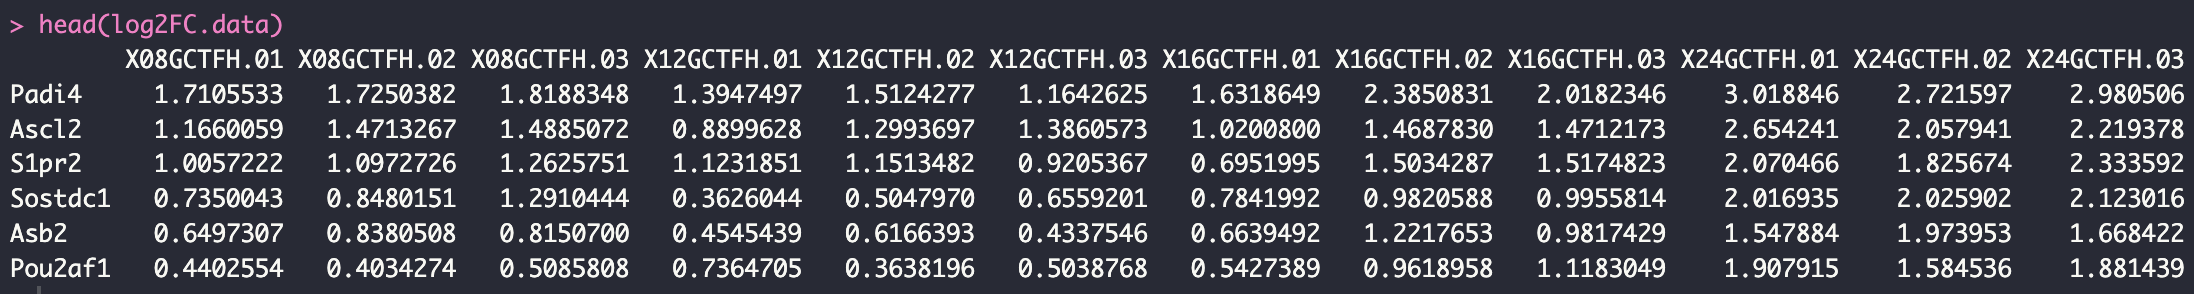 > head(log2FC.data)
X08GCTFH.01 X08GCTFH.02 X08GCTFH.03 X12GCTFH.01 X12GCTFH.02 X12GCTFH.03 X16GCTFH.01 X16GCTFH.02 X16GCTFH.03 X24GCTFH.01 X24GCTFH.02 X24GCTFH.03
Padi4 1.7105533 1.7250382 1.8188348 1.3947497 1.5124277 1.1642625 1.6318649 2.3850831 2.0182346 3.018846 2.721597 2.980506
Ascl2 1.1660059 1.4713267 1.4885072 0.8899628 1.2993697 1.3860573 1.0200800 1.4687830 1.4712173 2.654241 2.057941 2.219378
S1pr2 1.0057222 1.0972726 1.2625751 1.1231851 1.1513482 0.9205367 0.6951995 1.5034287 1.5174823 2.070466 1.825674 2.333592
Sostdc1 0.7350043 0.8480151 1.2910444 0.3626044 0.5047970 0.6559201 0.7841992 0.9820588 0.9955814 2.016935 2.025902 2.123016
Asb2 0.6497307 0.8380508 0.8150700 0.4545439 0.6166393 0.4337546 0.6639492 1.2217653 0.9817429 1.547884 1.973953 1.668422
Pou2af1 0.4402554 0.4034274 0.5085808 0.7364705 0.3638196 0.5038768 0.5427389 0.9618958 1.1183049 1.907915 1.584536 1.881439